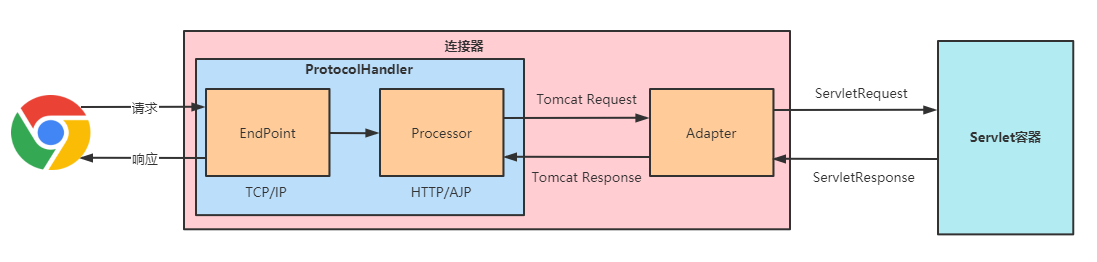 连接器
ProtocolHandler
请求
响应
EndPoint
TCP/IP
Processor
HTTP/AJP
Tomcat Request
Tomcat Response
Adapter
ServletRequest
ServletResponse
Servlet容器